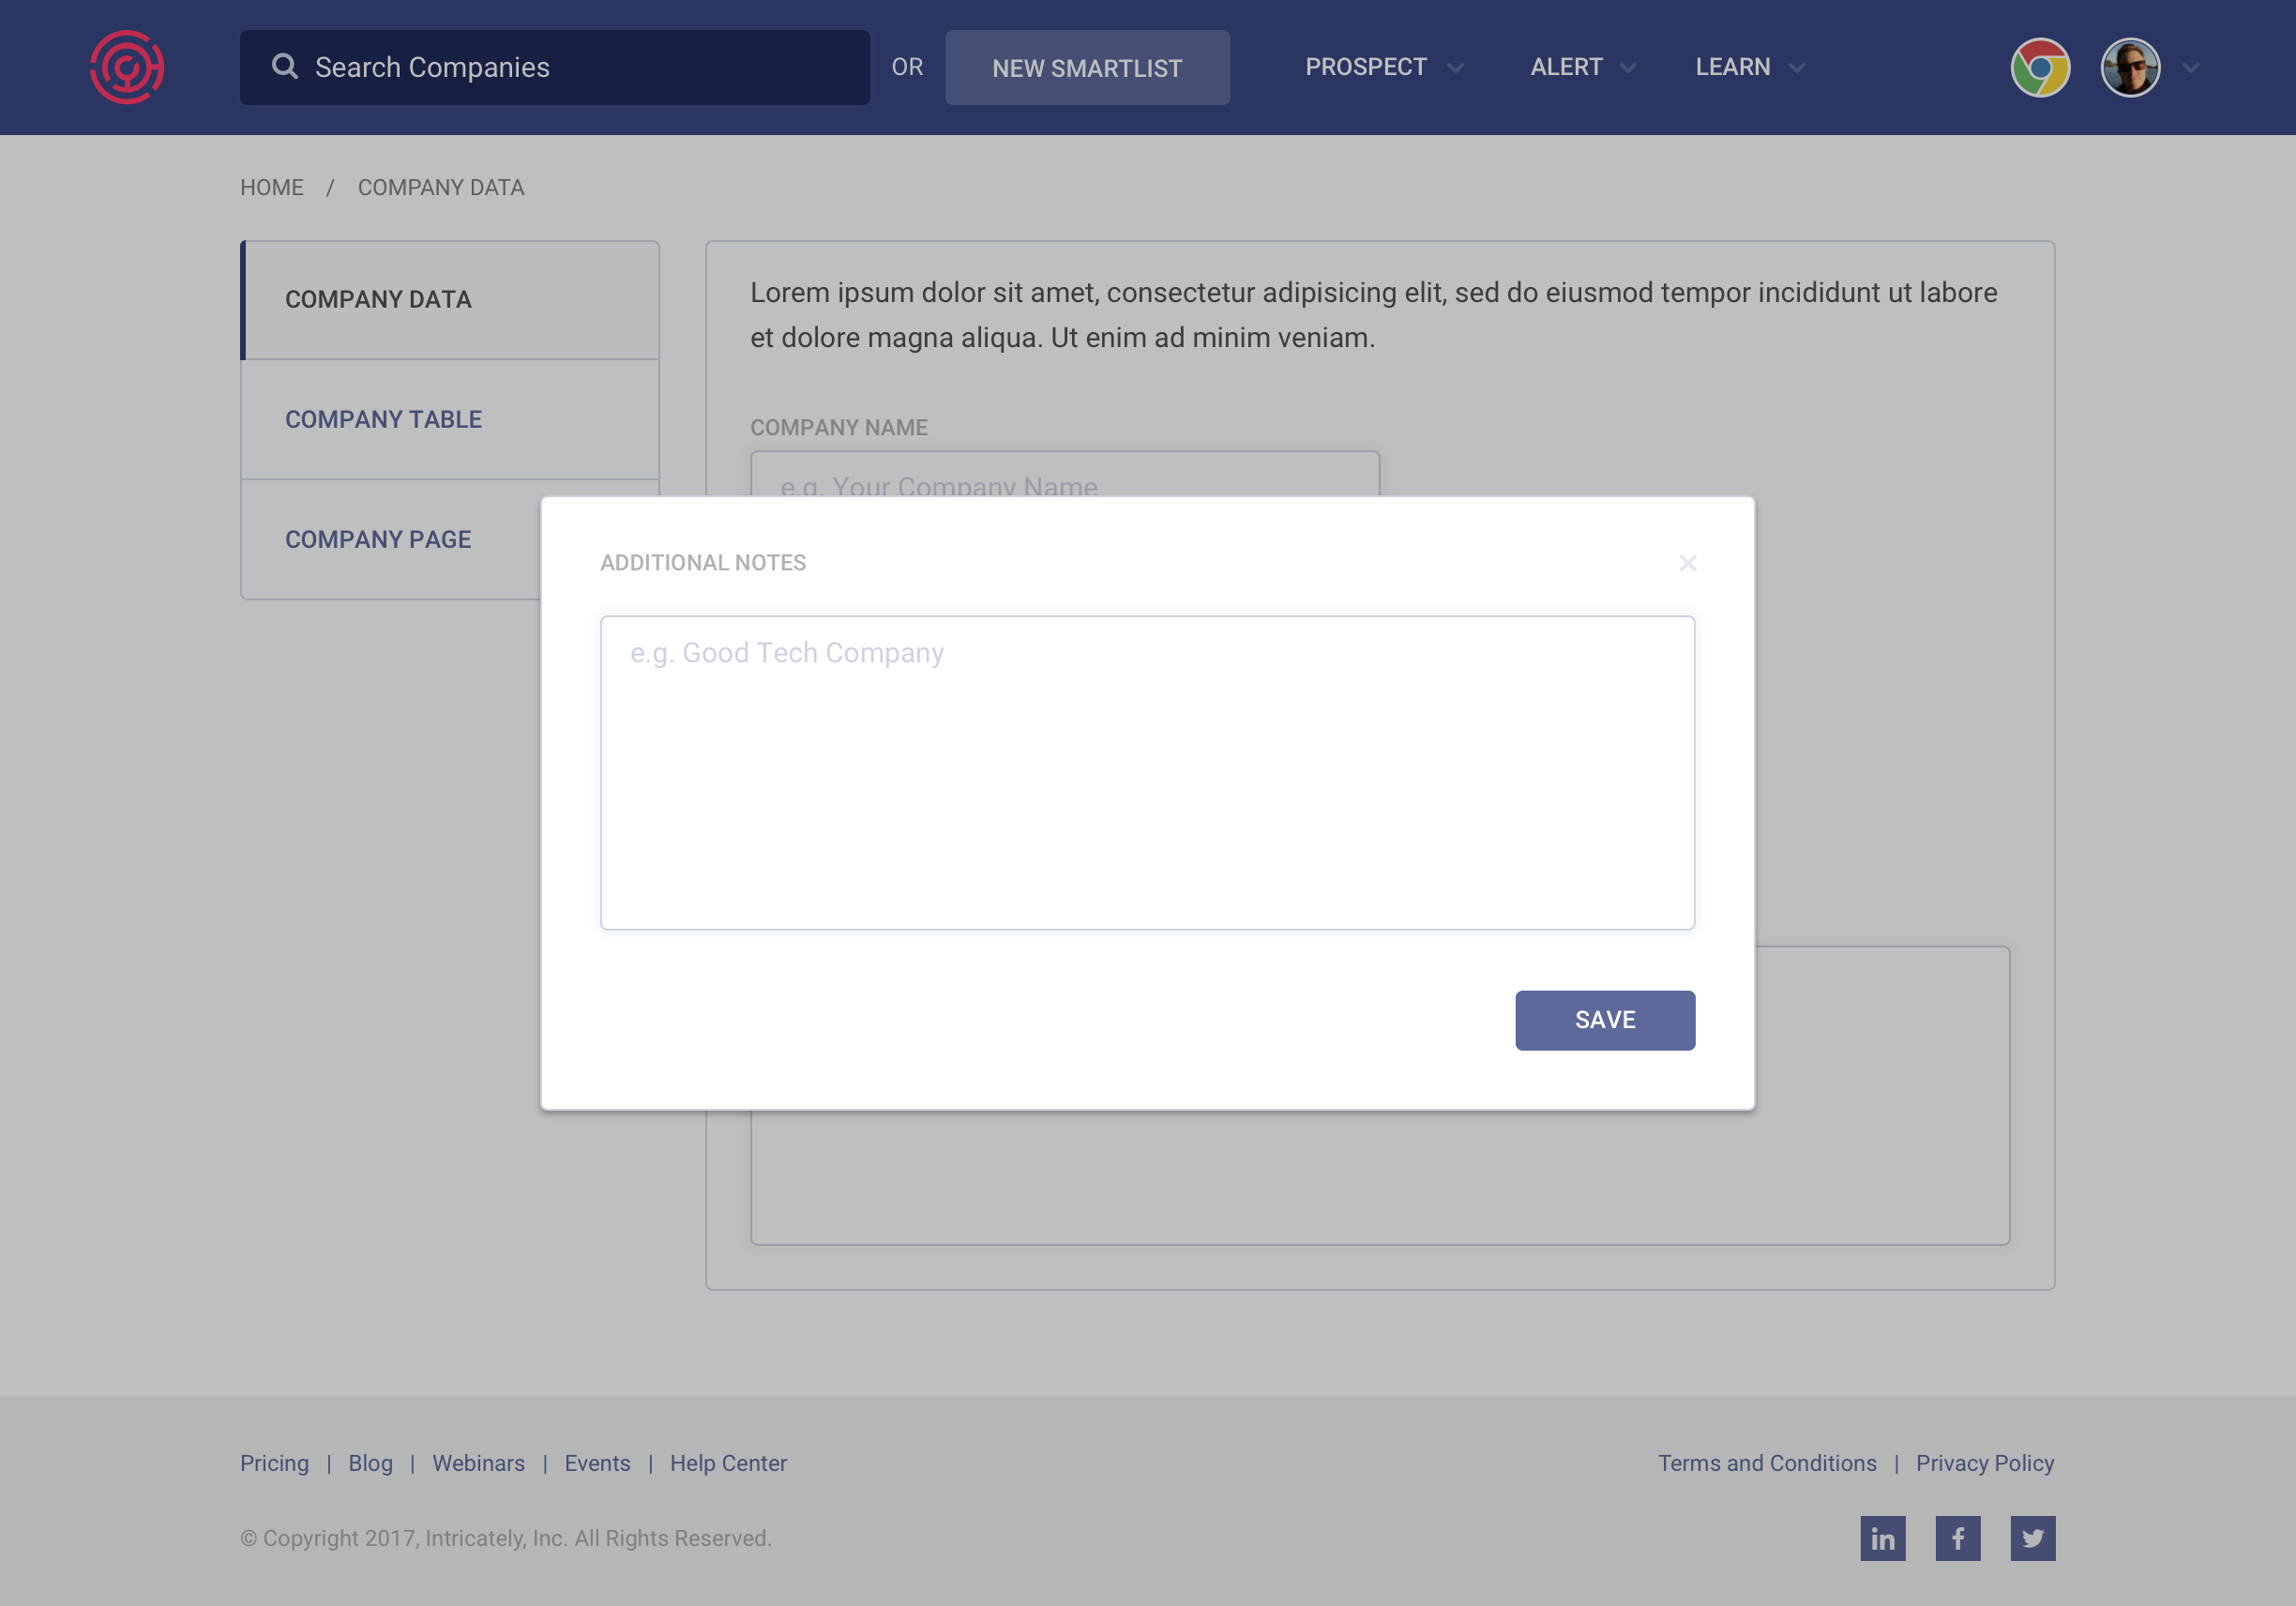 Search Companies
OR
NEW SMARTLIST
PROSPECT
ALERT
LEARN
HOME / COMPANY DATA
COMPANY DATA
COMPANY TABLE
COMPANY PAGE
Lorem ipsum dolor sit amet, consectetur adipisicing elit, sed do eiusmod tempor incididunt ut labore
et dolore magna aliqua. Ut enim ad minim veniam.
COMPANY NAME
e.g. Your Company Name
ADDITIONAL NOTES
e.g. Good Tech Company
SAVE
Pricing | Blog | Webinars | Events | Help Center
Terms and Conditions | Privacy Policy
© Copyright 2017, Intricately, Inc. All Rights Reserved.